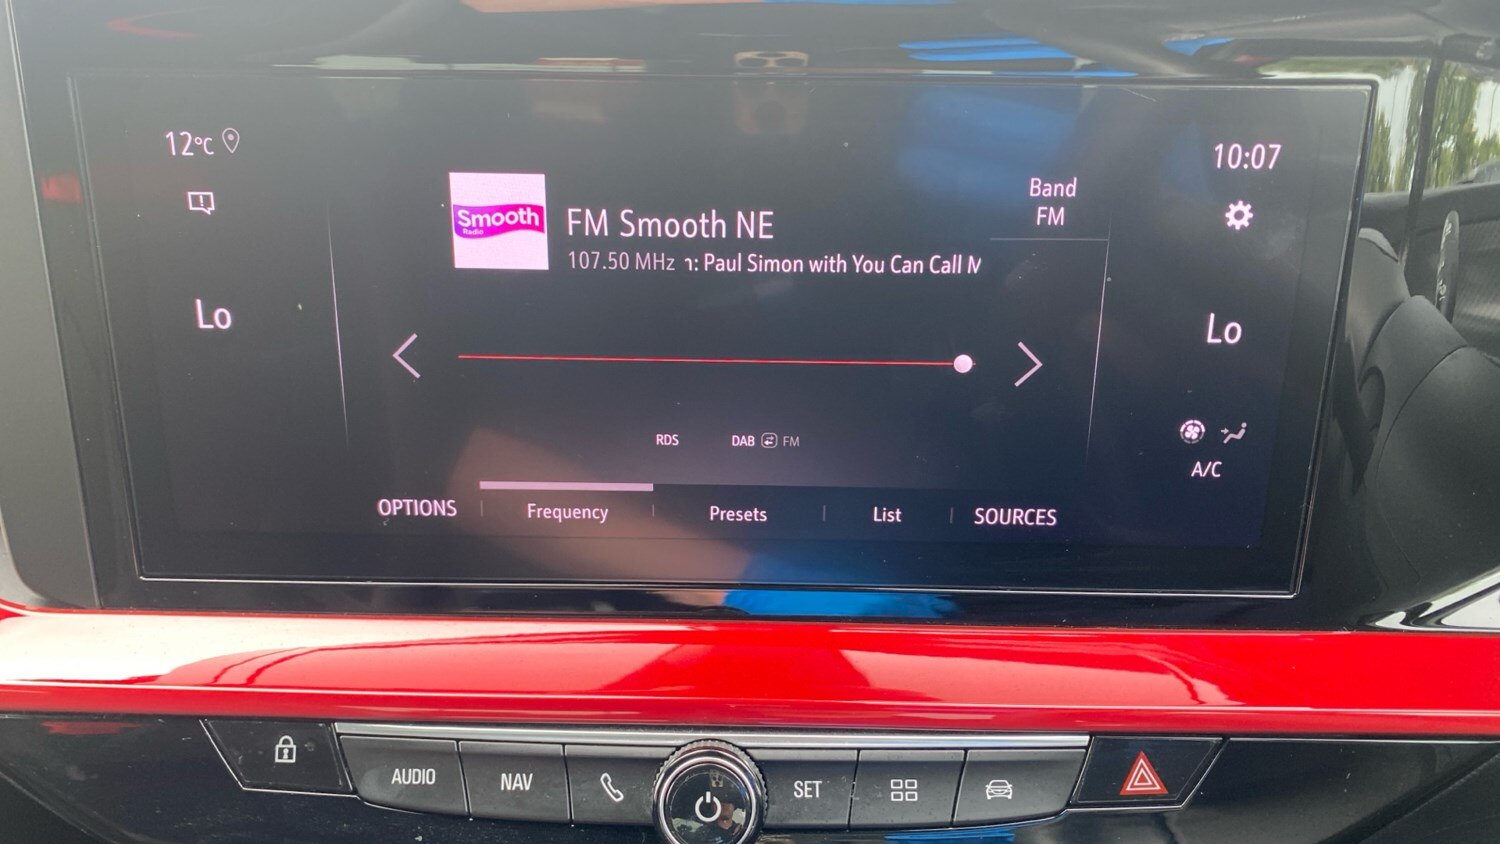 12°C
10:07
Smooth
Radio
FM Smooth NE
107.50 MHz n: Paul Simon with You Can Call M
Band
FM
Lo
Lo
RDS
DAB FM
A/C
OPTIONS
Frequency
Presets
List
SOURCES
AUDIO
NAV
SET